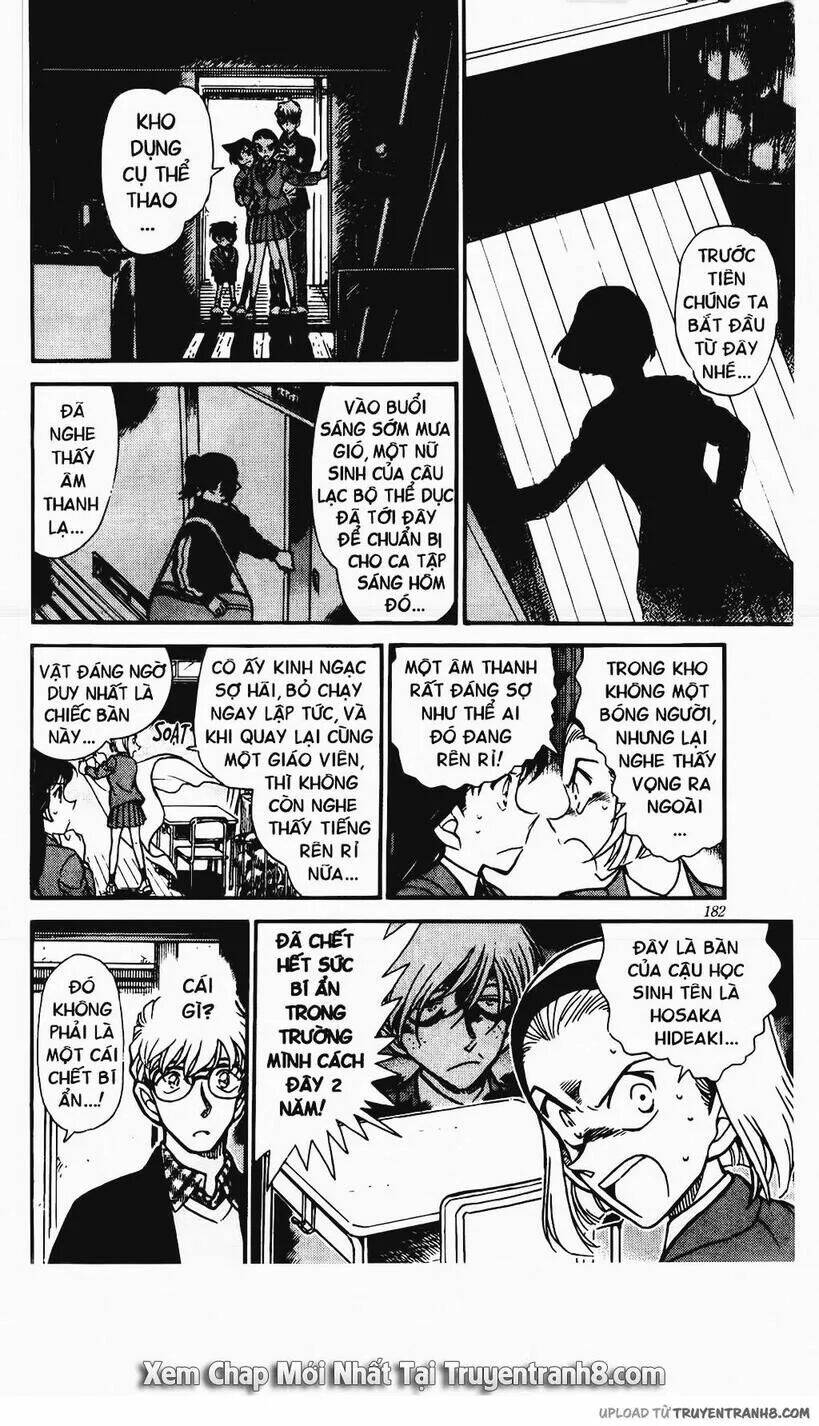 TRƯỚC
TIÊN
CHÚNG TA
BẮT ĐẦU
TỪ ĐÂY
NHÉ...
KHO
DỤNG
CỤ THỂ
THAO
...
VÀO BUỔI
SÁNG SỚM MƯA
GIÓ, MỘT NỮ
SINH CỦA CÂU
LẠC BỘ THỂ DỤC
ĐÃ TỚI ĐÂY
ĐỂ CHUẨN BỊ
CHO CA TẬP
SÁNG HÔM
ĐÓ...
ĐÃ
NGHE
THẤY
ÂM
THANH
LẠ...
TRONG KHO
KHÔNG MỘT
BÓNG NGƯỜI,
NHƯNG LẠI
NGHE THẤY
VỌNG RA
NGOÀI
...
MỘT ÂM THANH
RẤT ĐÁNG SỢ
NHƯ THỂ AI
ĐÓ ĐANG
RÊN RỈ!
CÔ ẤY KINH NGẠC
SỢ HÃI, BỎ CHẠY
NGAY LẬP TỨC, VÀ
KHI QUAY LẠI CÙNG
MỘT GIÁO VIÊN,
THÌ KHÔNG
CÒN NGHE
THẤY TIẾNG
RÊN RỈ
NỮA...
SOẠT
VẬT ĐÁNG NGỜ
DUY NHẤT LÀ
CHIẾC BÀN
NÀY...
182
ĐÂY LÀ BÀN
CỦA CẬU HỌC
SINH TÊN LÀ
HOSAKA
HIDEAKI...
ĐÃ CHẾT
HẾT SỨC
BÍ ẨN
TRONG
TRƯỜNG
MÌNH CÁCH
ĐÂY 2
NĂM!
CÁI
GÌ?
ĐÓ
KHÔNG
PHẢI LÀ
MỘT CÁI
CHẾT BÍ
ẨN...!
Xem Chap Mới Nhất Tại Truyentranh8.com
UPLOAD TỪ TRUYENTRANH8.COM